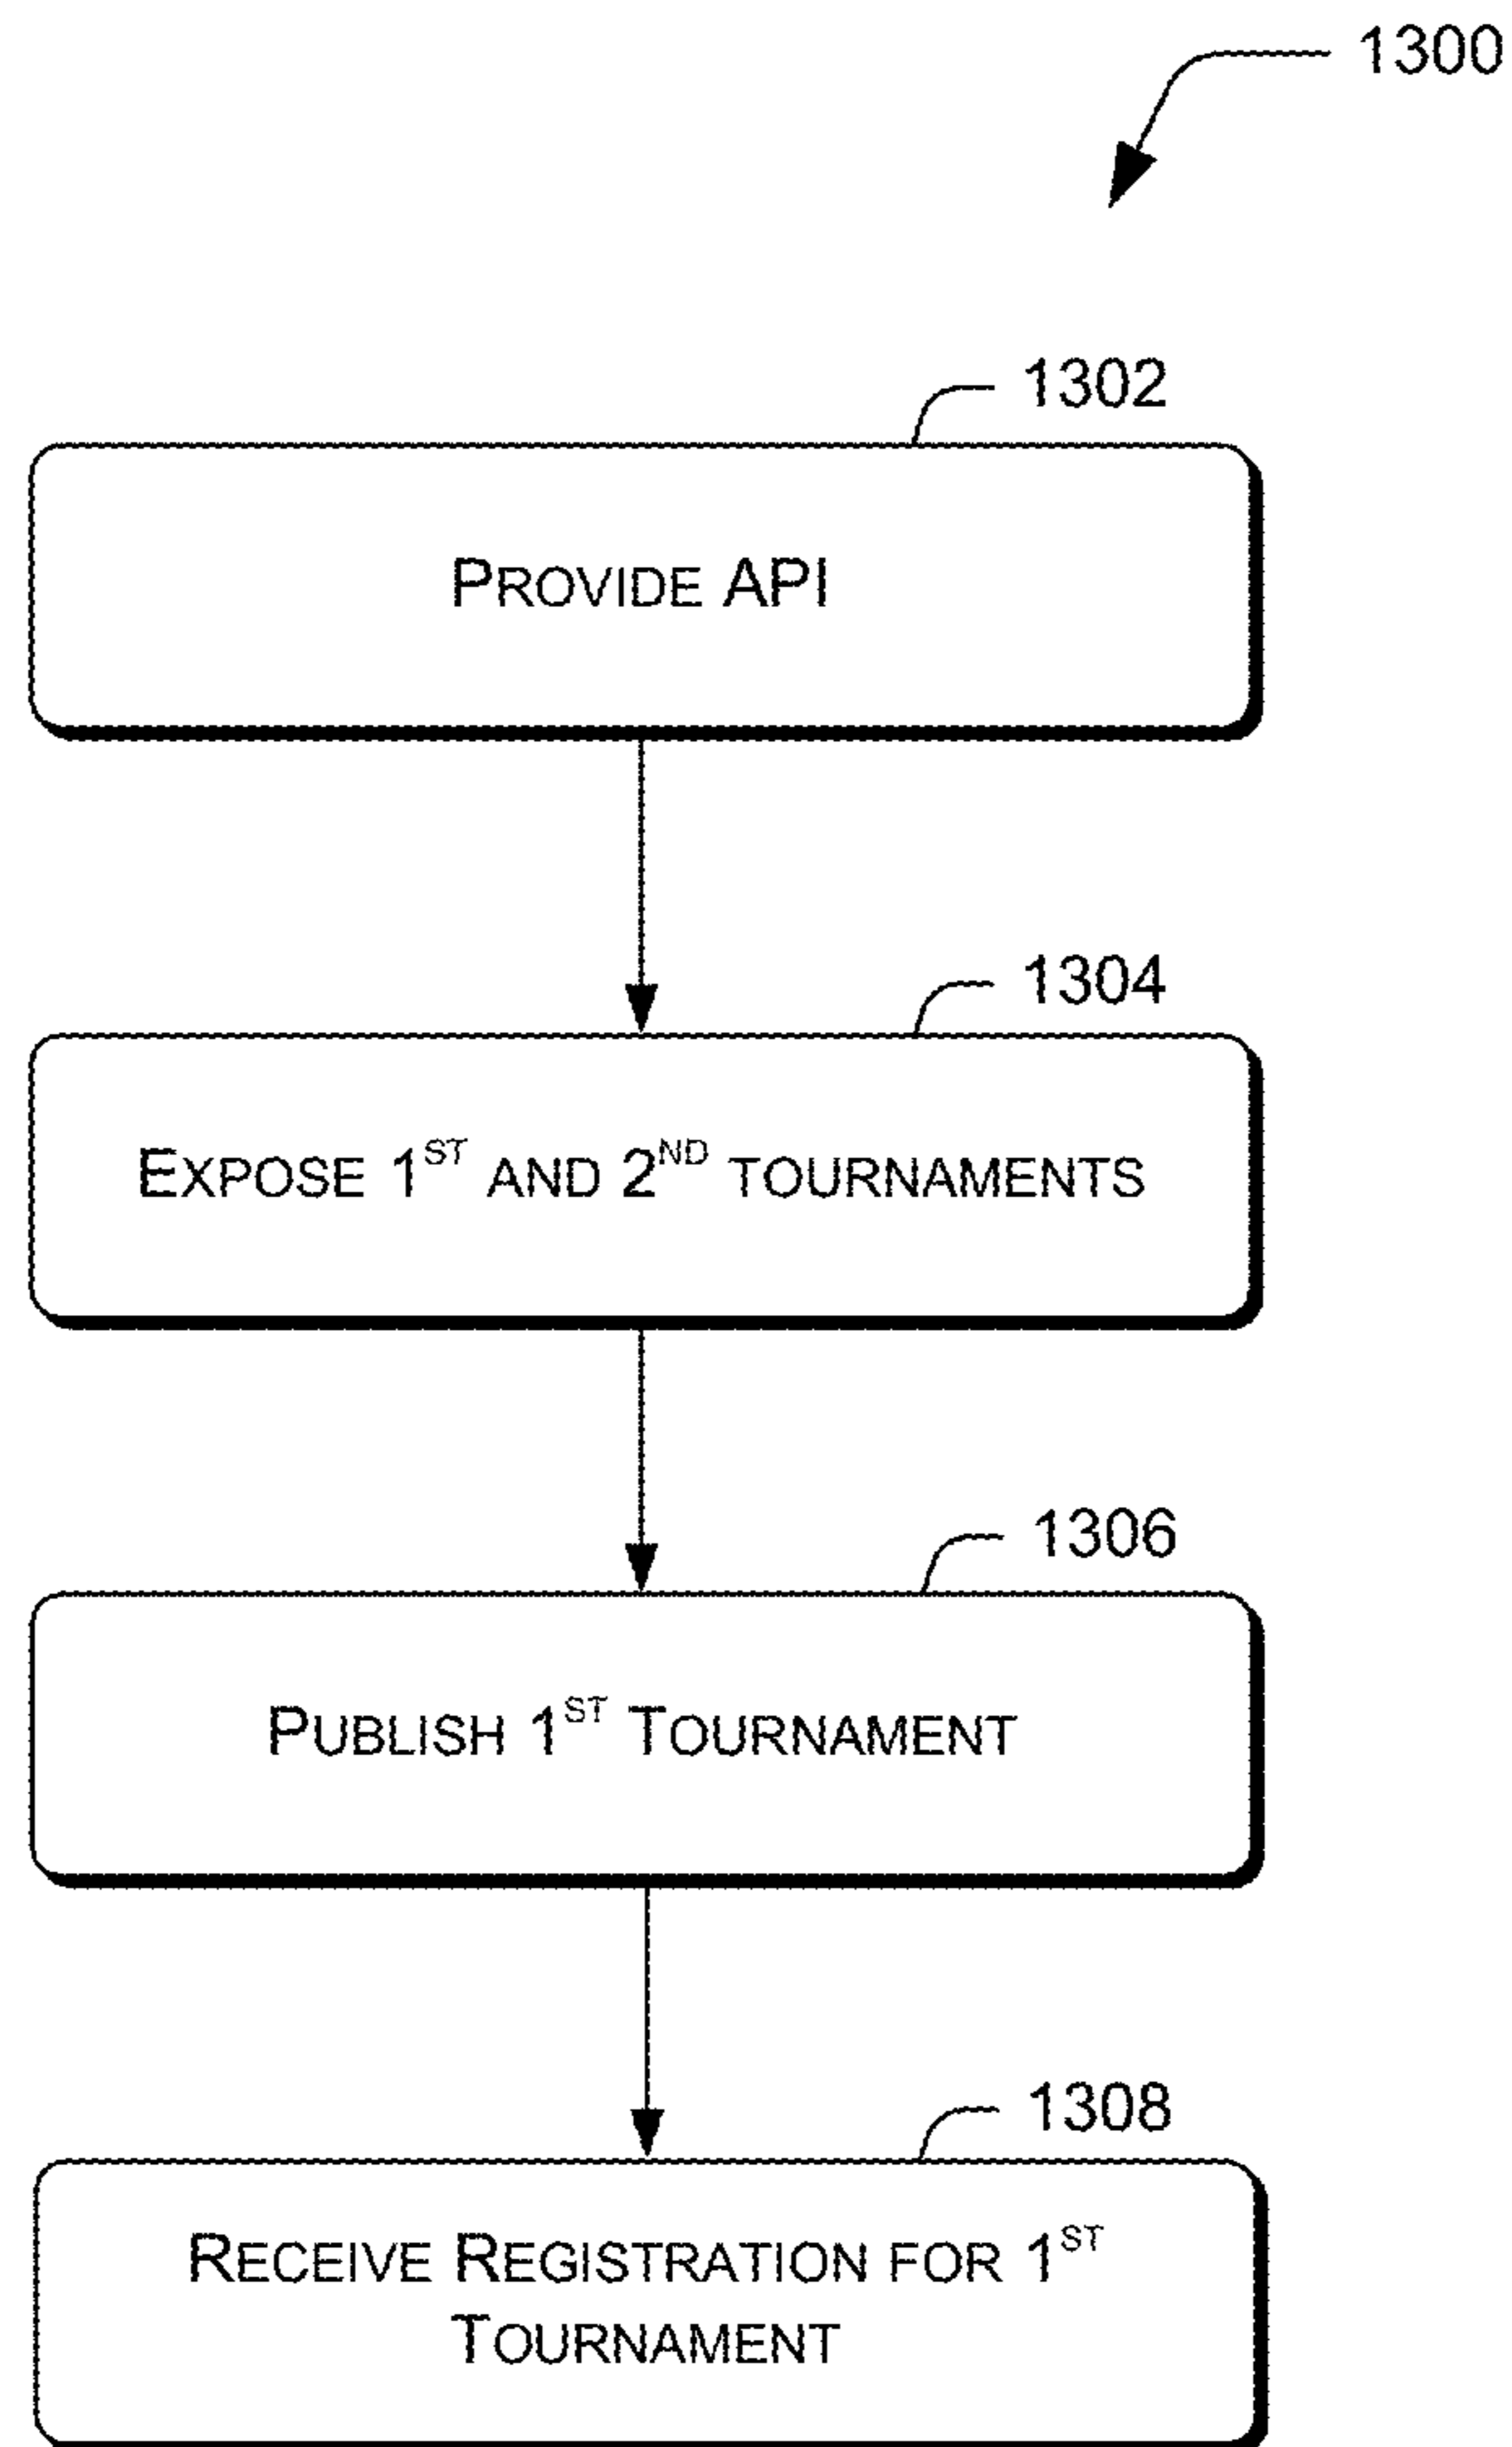 1300
1302
PROVIDE API
1304
EXPOSE 1ST AND 2ND TOURNAMENTS
1306
PUBLISH 1ST TOURNAMENT
1308
RECEIVE REGISTRATION FOR 1ST
TOURNAMENT